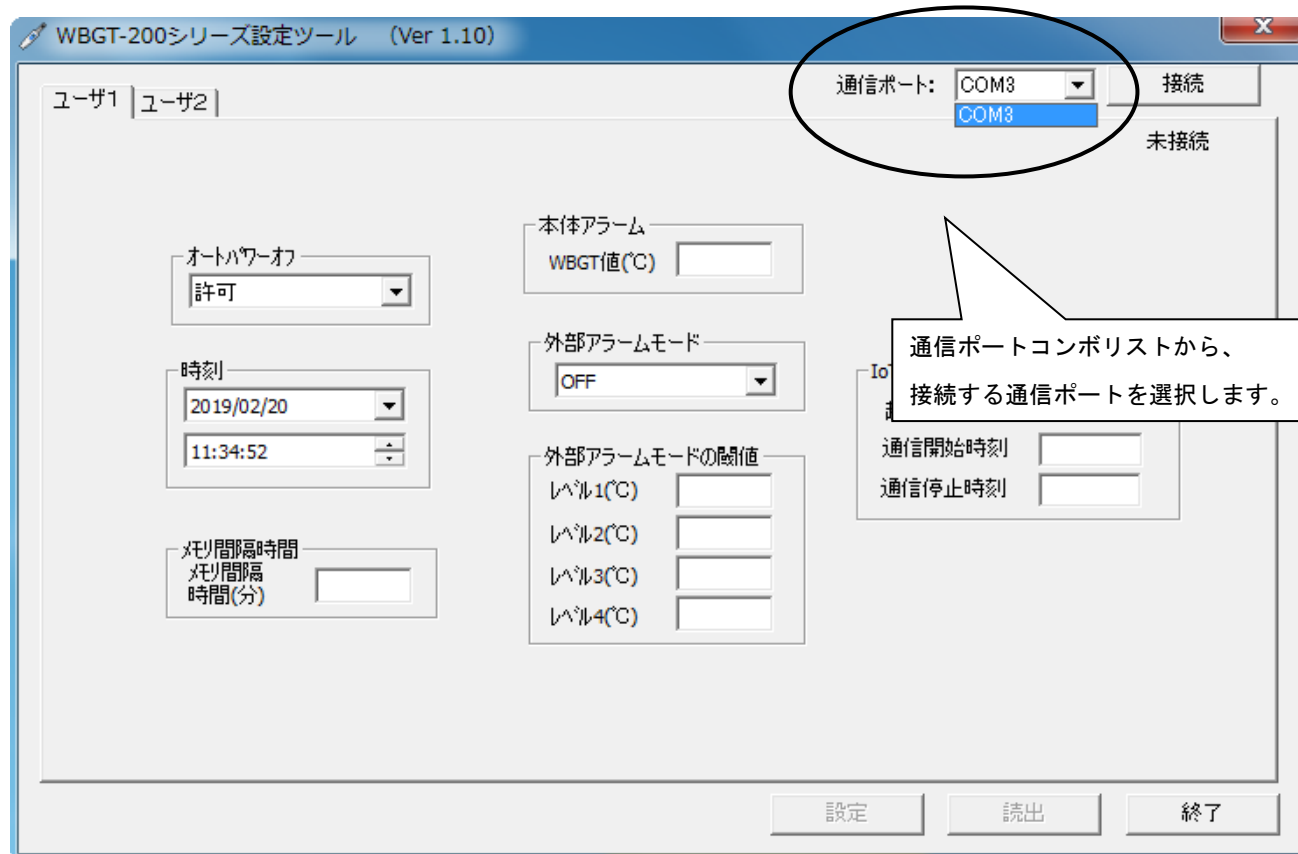 WBGT-200シリーズ設定ツール （Ver 1.10）
X
ユーザ1
ユーザ2
通信ポート:
COM3
接続
COM3
未接続
オートパワーオフ
許可
時刻
2019/02/20
11:34:52
メモリ間隔時間
メモリ間隔
時間(分)
本体アラーム
WBGT値(℃)
外部アラームモード
OFF
外部アラームモードの閾値
レベル1(℃)
レベル2(℃)
レベル3(℃)
レベル4(℃)
通信ポートコンボリストから、
接続する通信ポートを選択します。
通信開始時刻
通信停止時刻
設定
読出
終了